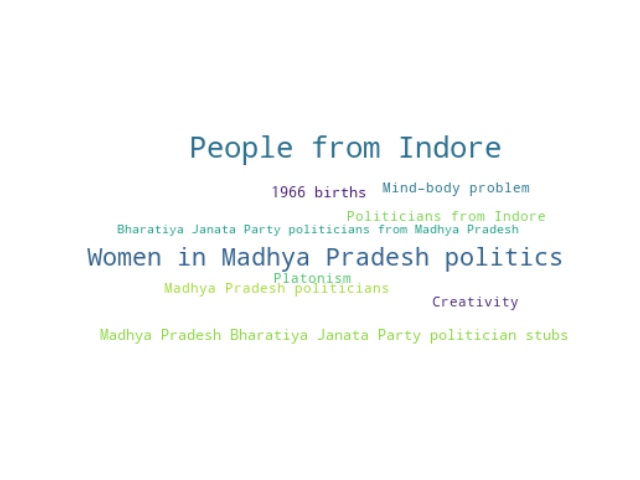 People from Indore
1966 births
Mind-body problem
Politicians from Indore
Bharatiya Janata Party politicians from Madhya Pradesh
Women in Madhya Pradesh politics
Platonism
Madhya Pradesh politicians
Creativity
Madhya Pradesh Bharatiya Janata Party politician stubs